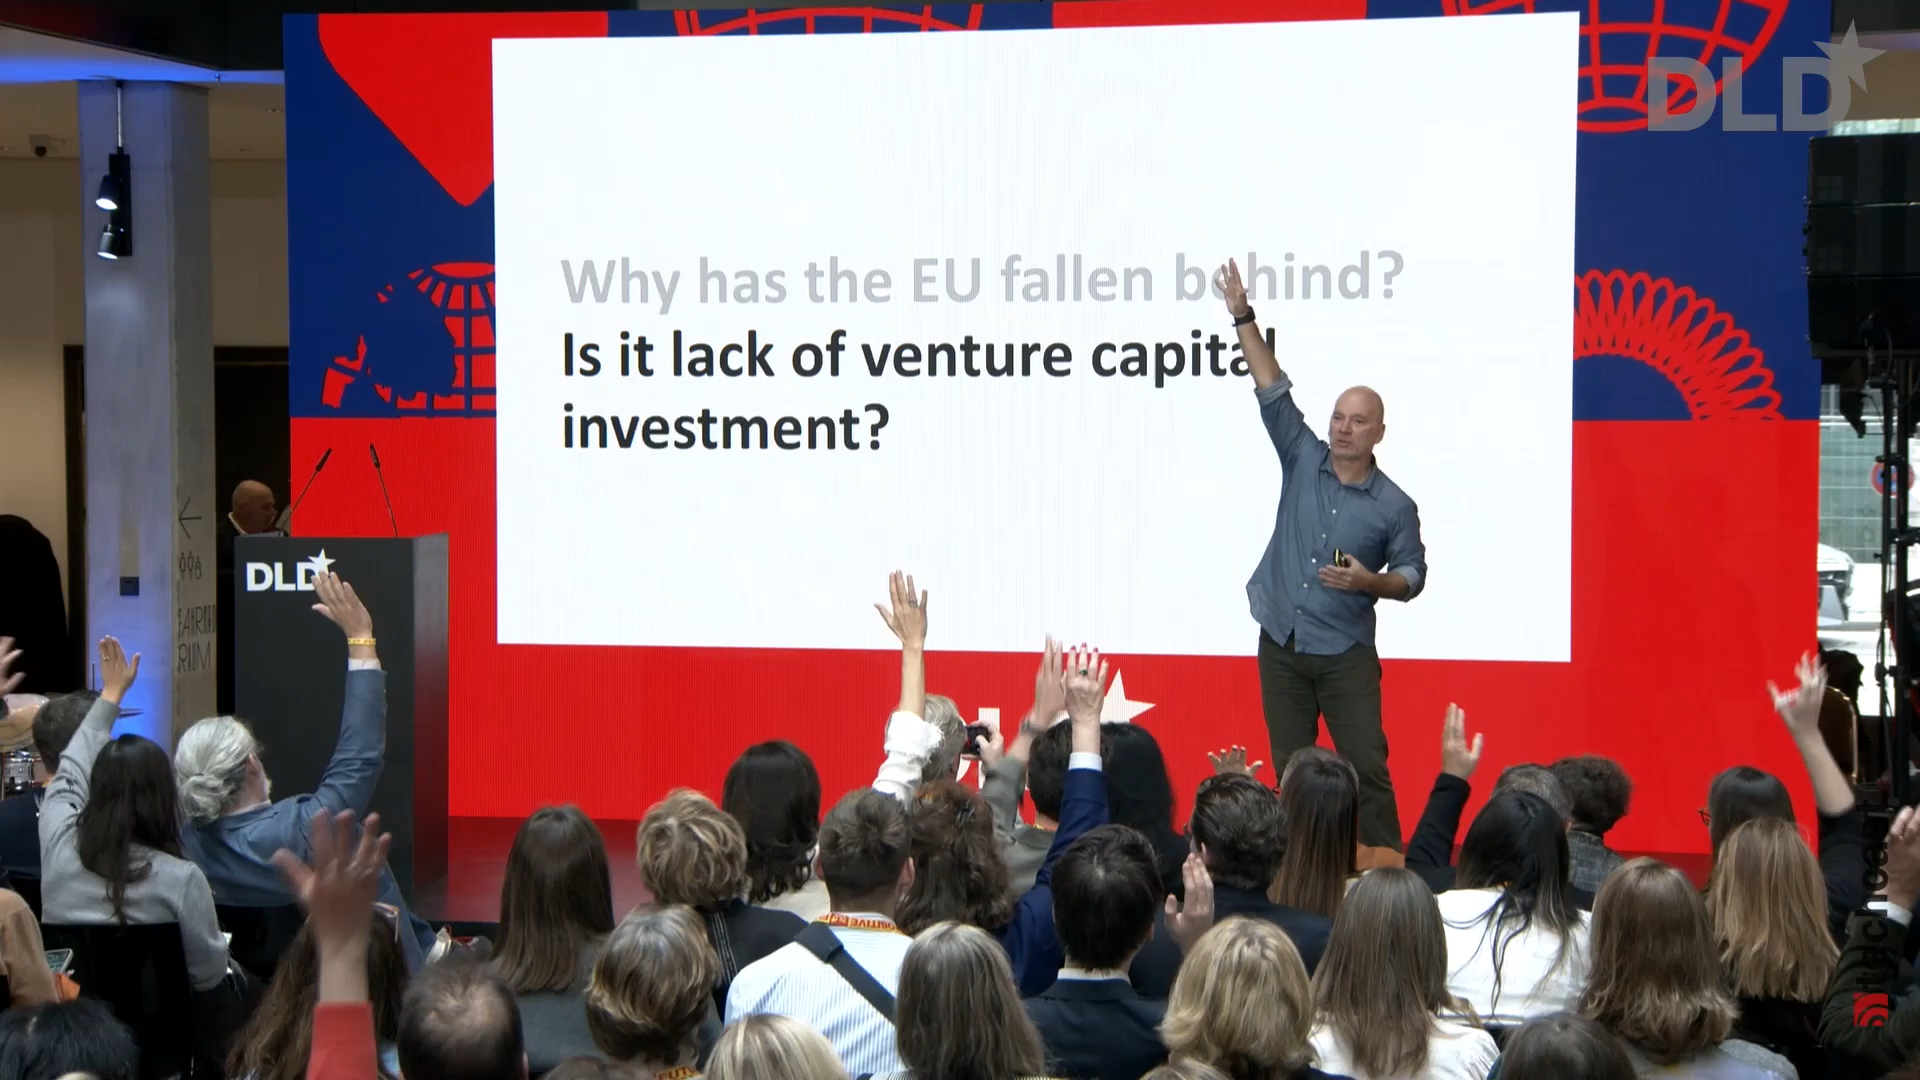 DLD
Why has the EU fallen behind?
Is it lack of venture capital
investment?
DLD